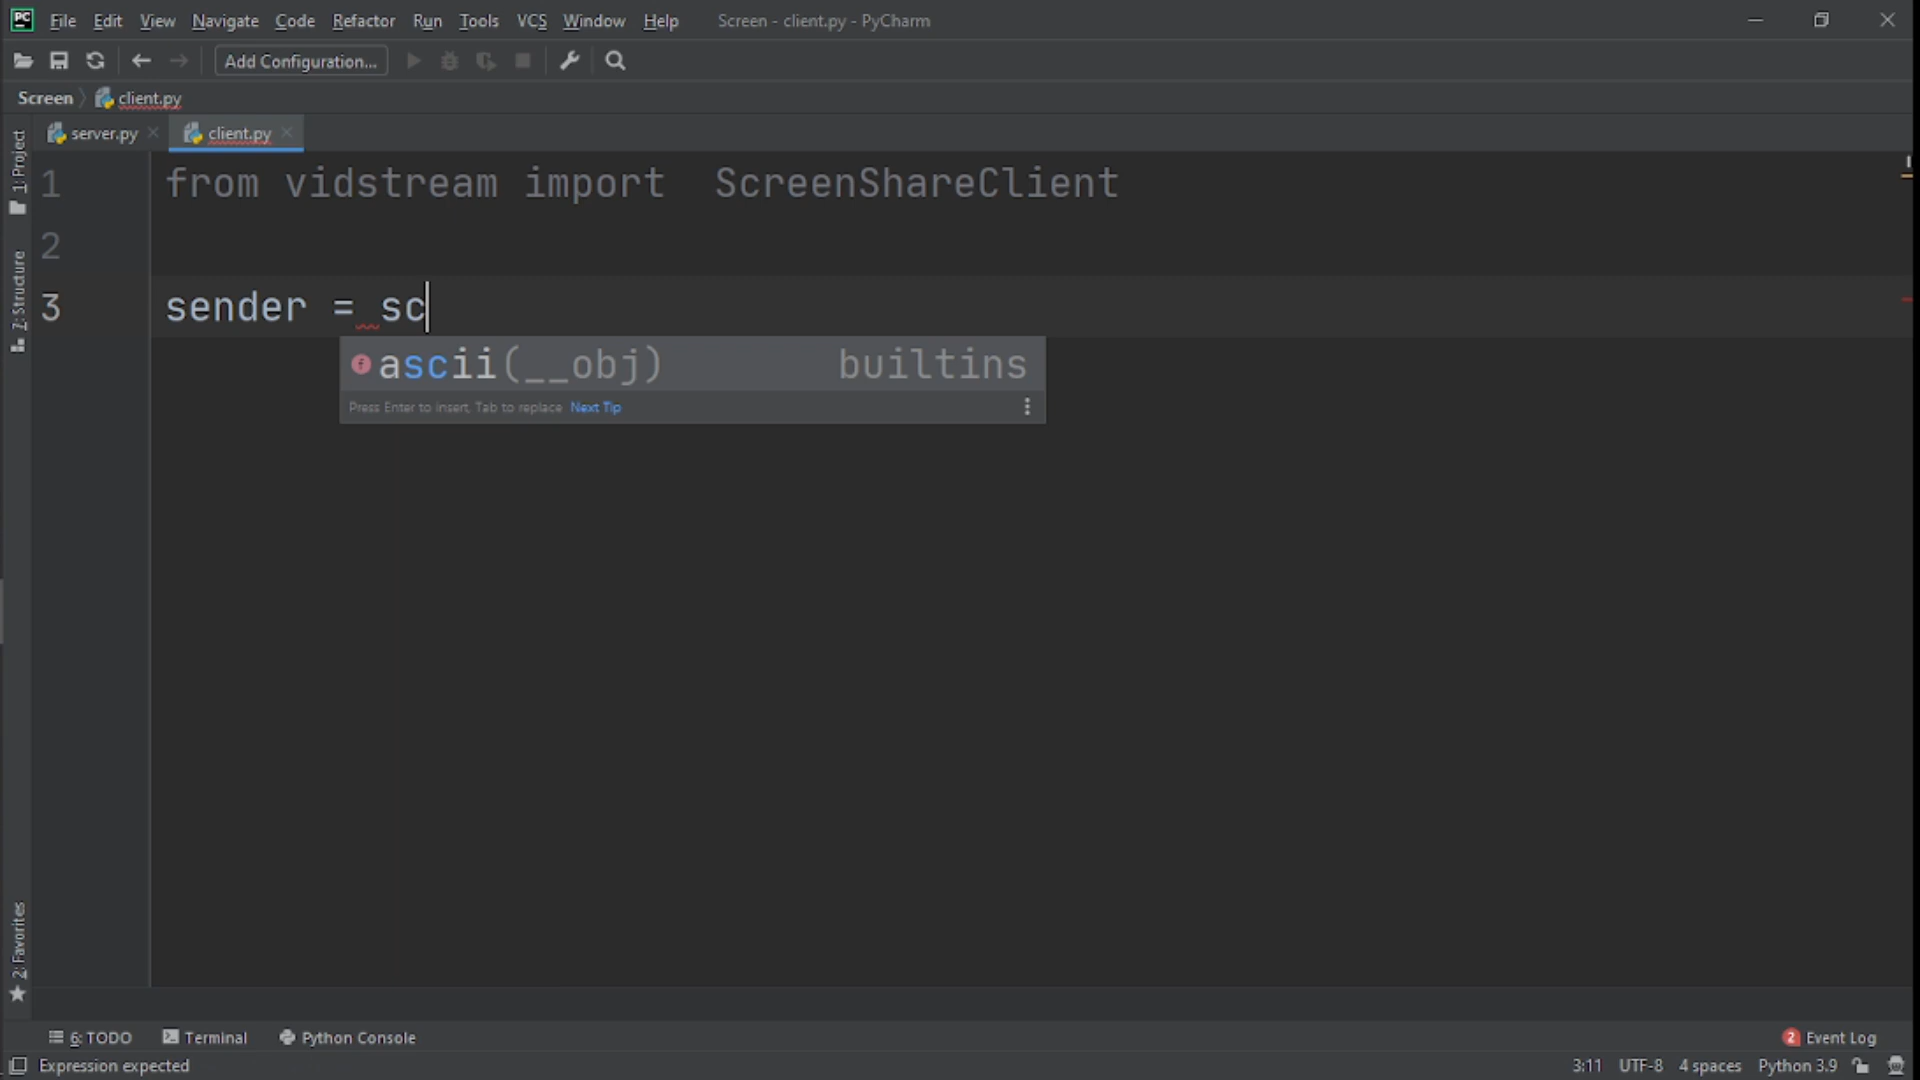 PC File Edit View Navigate Code Refactor Run Tools VCS Window Help Screen - client.py - PyCharm
Add Configuration...
Screen client.py
server.py client.py
1: Project
7: Structure
2: Favorites
1 from vidstream import ScreenShareClient
2
3 sender = sc
f ascii(__obj) builtins
Press Enter to insert, Tab to replace Next Tip
6: TODO Terminal Python Console 2 Event Log
Expression expected 3:11 UTF-8 4 spaces Python 3.9